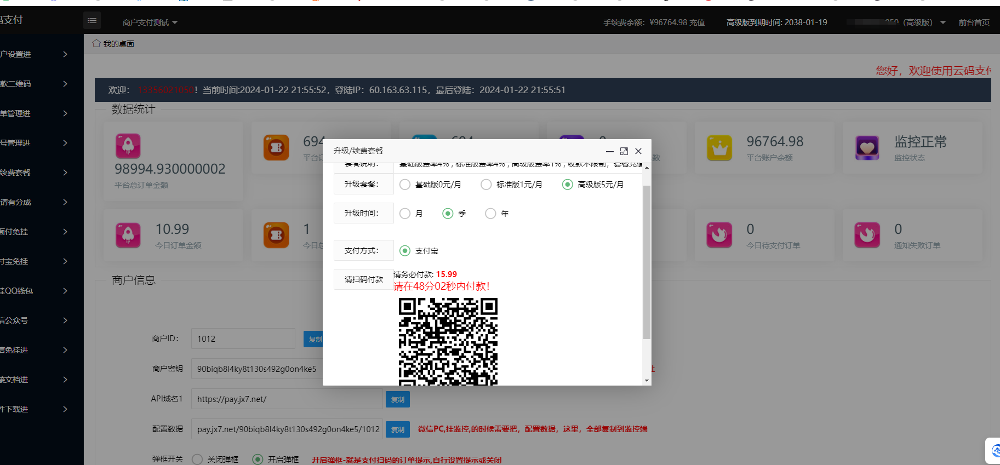 码支付
商户支付测试
手续费余额：¥96764.98 充值
高级版到期时间: 2038-01-19
(高级版)
前台首页
户设置进
款二维码
单管理进
号管理进
续费套餐
请有分成
面付免挂
付宝免挂
挂QQ钱包
信公众号
信免挂进
接文档进
件下载进
我的桌面
您好，欢迎使用云码支付
欢迎： 13356021050！当前时间:2024-01-22 21:55:52，登陆IP：60.163.63.115，最后登陆：2024-01-22 21:55:51
数据统计
98994.930000002
平台总订单金额
694
平台订
694
0
数
96764.98
平台账户余额
监控正常
监控状态
10.99
今日订单金额
1
今日总
0
今日待支付订单
0
通知失败订单
升级/续费套餐
套餐说明：
基础版费率4%，标准版费率4%，高级版费率1%，收款不限制，套餐充值
升级套餐：
基础版0元/月
标准版1元/月
高级版5元/月
升级时间：
月
季
年
支付方式：
支付宝
请扫码付款
请务必付款: 15.99
请在48分02秒内付款！
商户信息
商户ID：
1012
复制
商户密钥
90biqb8l4ky8t130s492g0on4ke5
址
API域名1
https://pay.jx7.net/
复制
配置数据
pay.jx7.net/90biqb8l4ky8t130s492g0on4ke5/1012
复制
微信PC,挂监控,的时候需要把，配置数据，这里，全部复制到监控端
弹框开关
关闭弹框
开启弹框
开启弹框-就是支付扫码的订单提示,自行设置提示或关闭